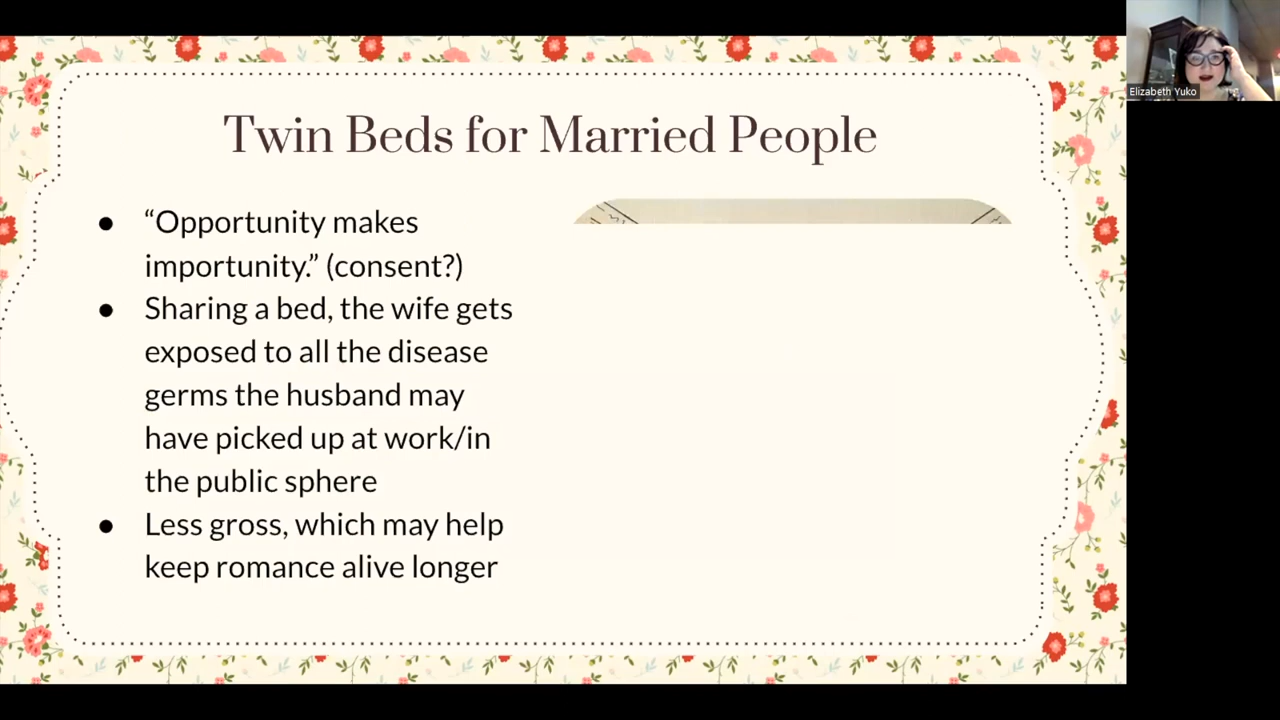 Twin Beds for Married People
● “Opportunity makes
importunity.” (consent?)
● Sharing a bed, the wife gets
exposed to all the disease
germs the husband may
have picked up at work/in
the public sphere
● Less gross, which may help
keep romance alive longer
Elizabeth Yuko